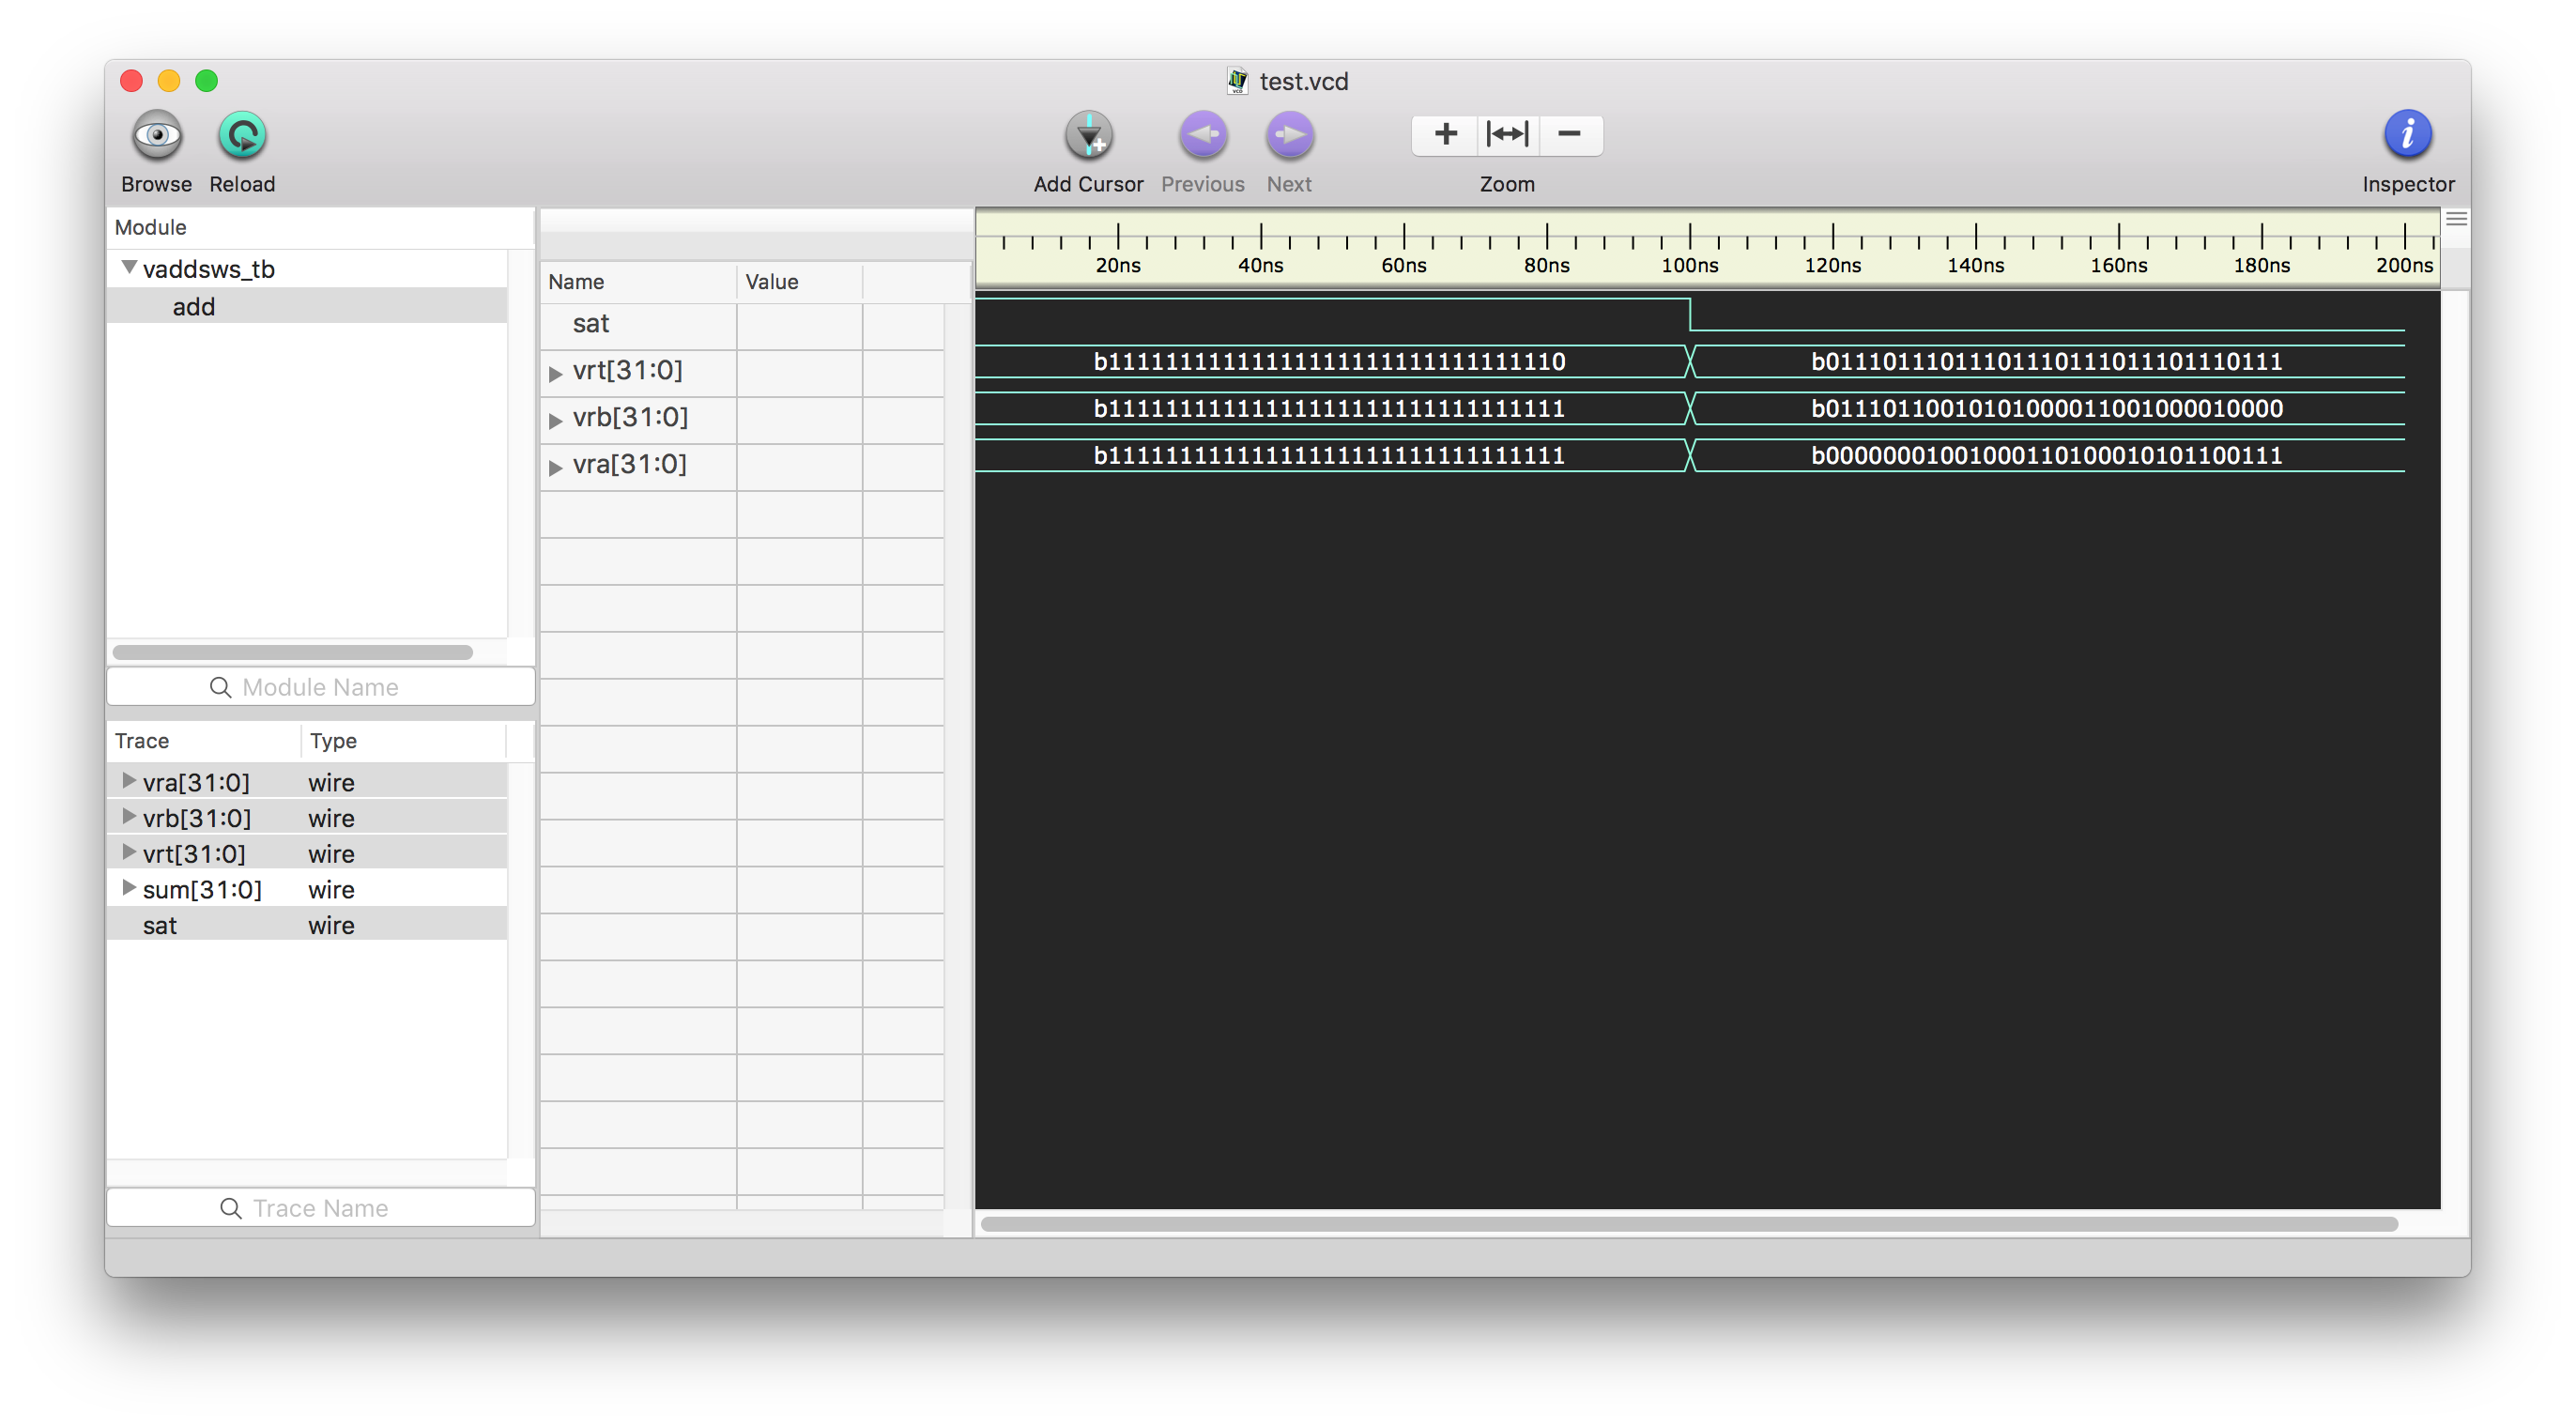 test.vcd
Browse Reload Add Cursor Previous Next Zoom Inspector
Module
vaddsws_tb
add
Module Name
Trace Type
vra[31:0] wire
vrb[31:0] wire
vrt[31:0] wire
sum[31:0] wire
sat wire
Trace Name
Name Value
sat
vrt[31:0]
vrb[31:0]
vra[31:0]
20ns 40ns 60ns 80ns 100ns 120ns 140ns 160ns 180ns 200ns
b11111111111111111111111111111110 b01110111011101110111011101110111
b11111111111111111111111111111111 b01110110010101000011001000010000
b11111111111111111111111111111111 b00000001001000110100010101100111